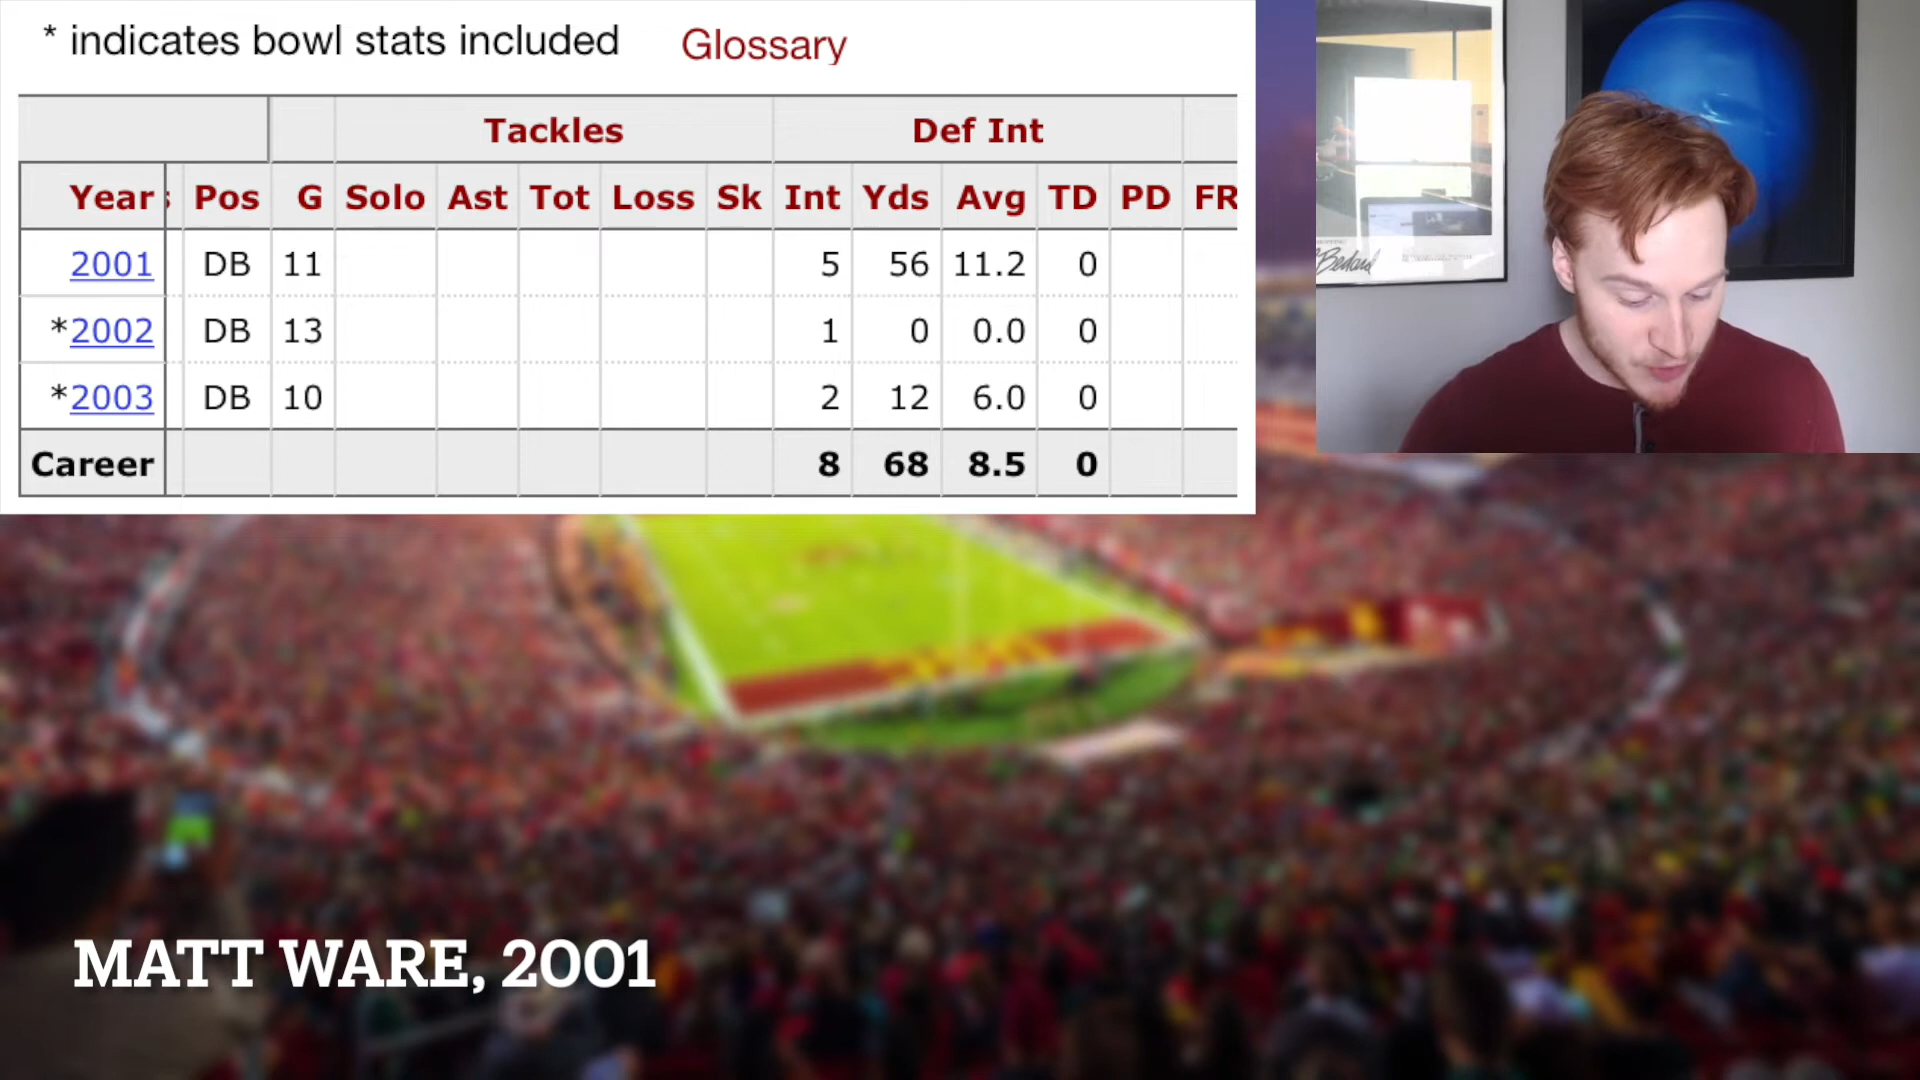 * indicates bowl stats included Glossary
Tackles Def Int
Year Pos G Solo Ast Tot Loss Sk Int Yds Avg TD PD FR
2001 DB 11 5 56 11.2 0
*2002 DB 13 1 0 0.0 0
*2003 DB 10 2 12 6.0 0
Career 8 68 8.5 0
Bedard
MATT WARE, 2001